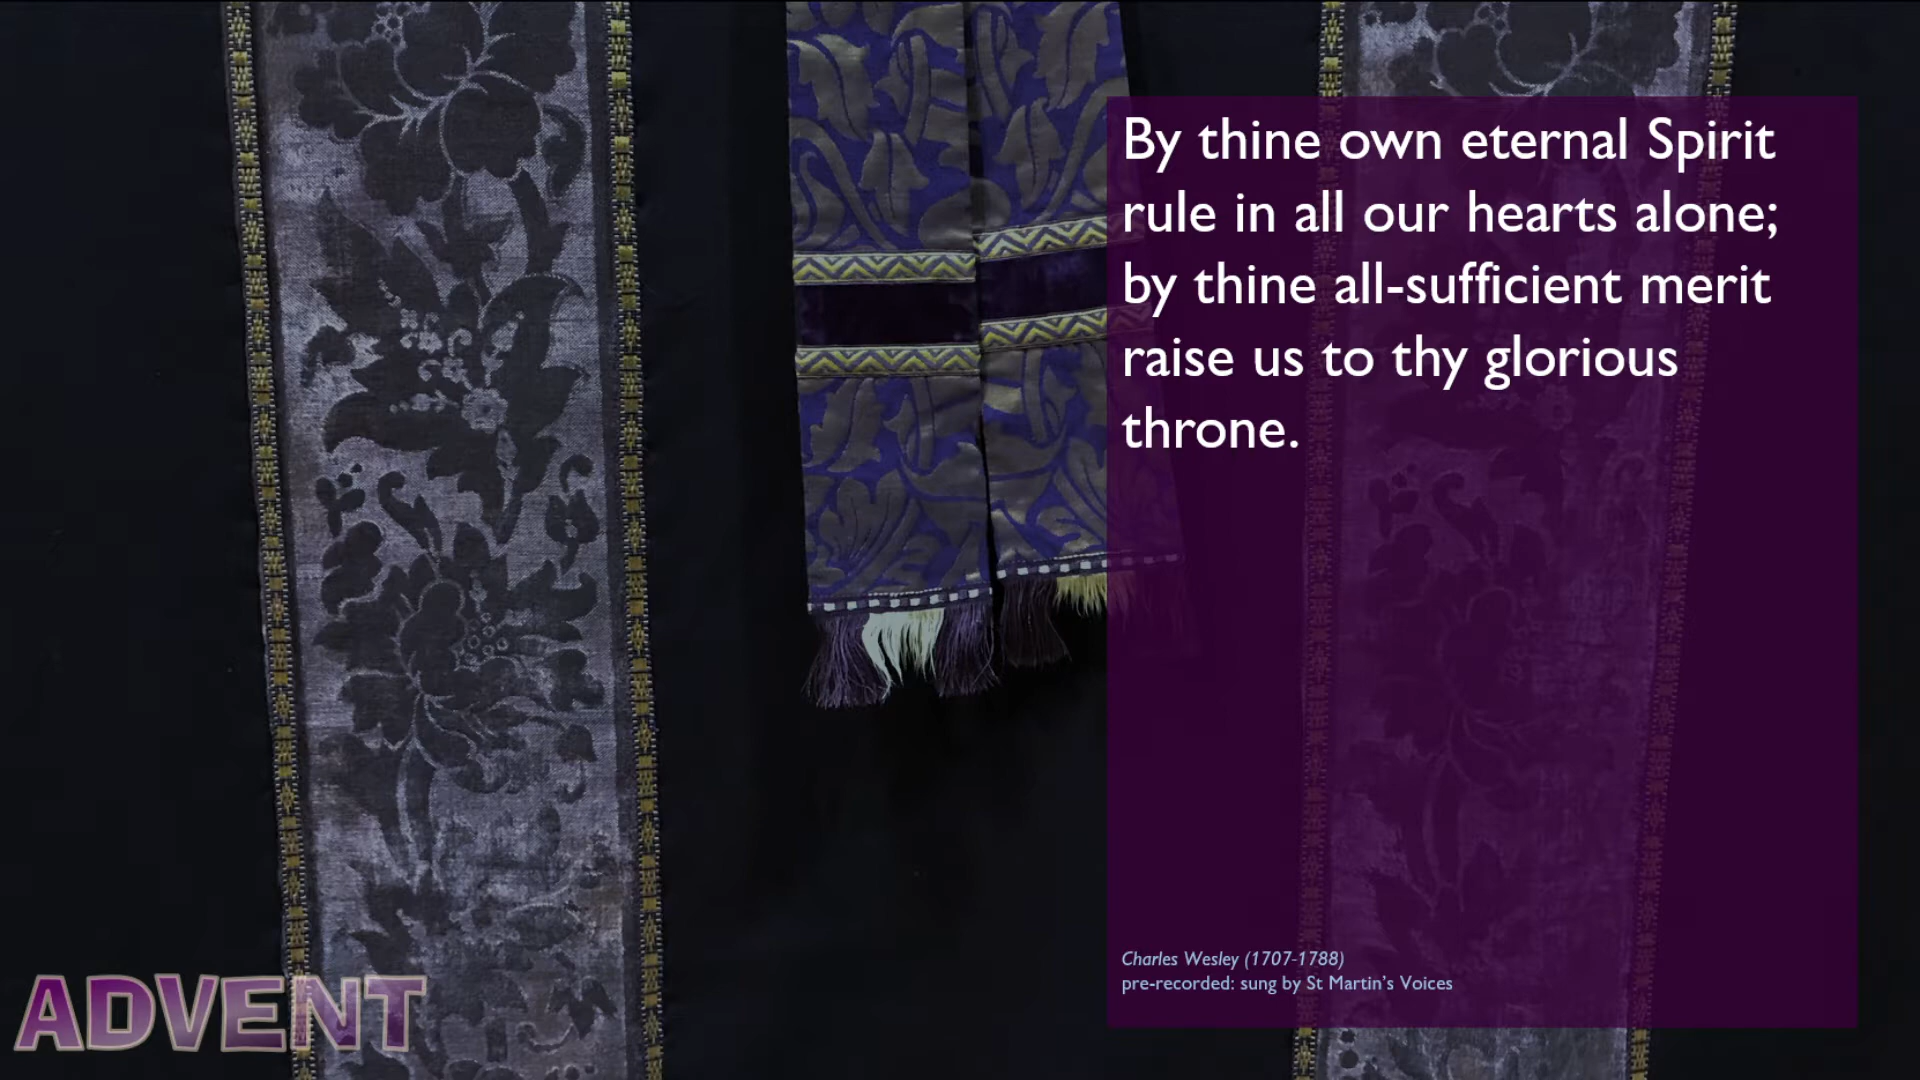 By thine own eternal Spirit
rule in all our hearts alone;
by thine all-sufficient merit
raise us to thy glorious
throne.
Charles Wesley (1707-1788)
pre-recorded: sung by St Martin’s Voices
ADVENT